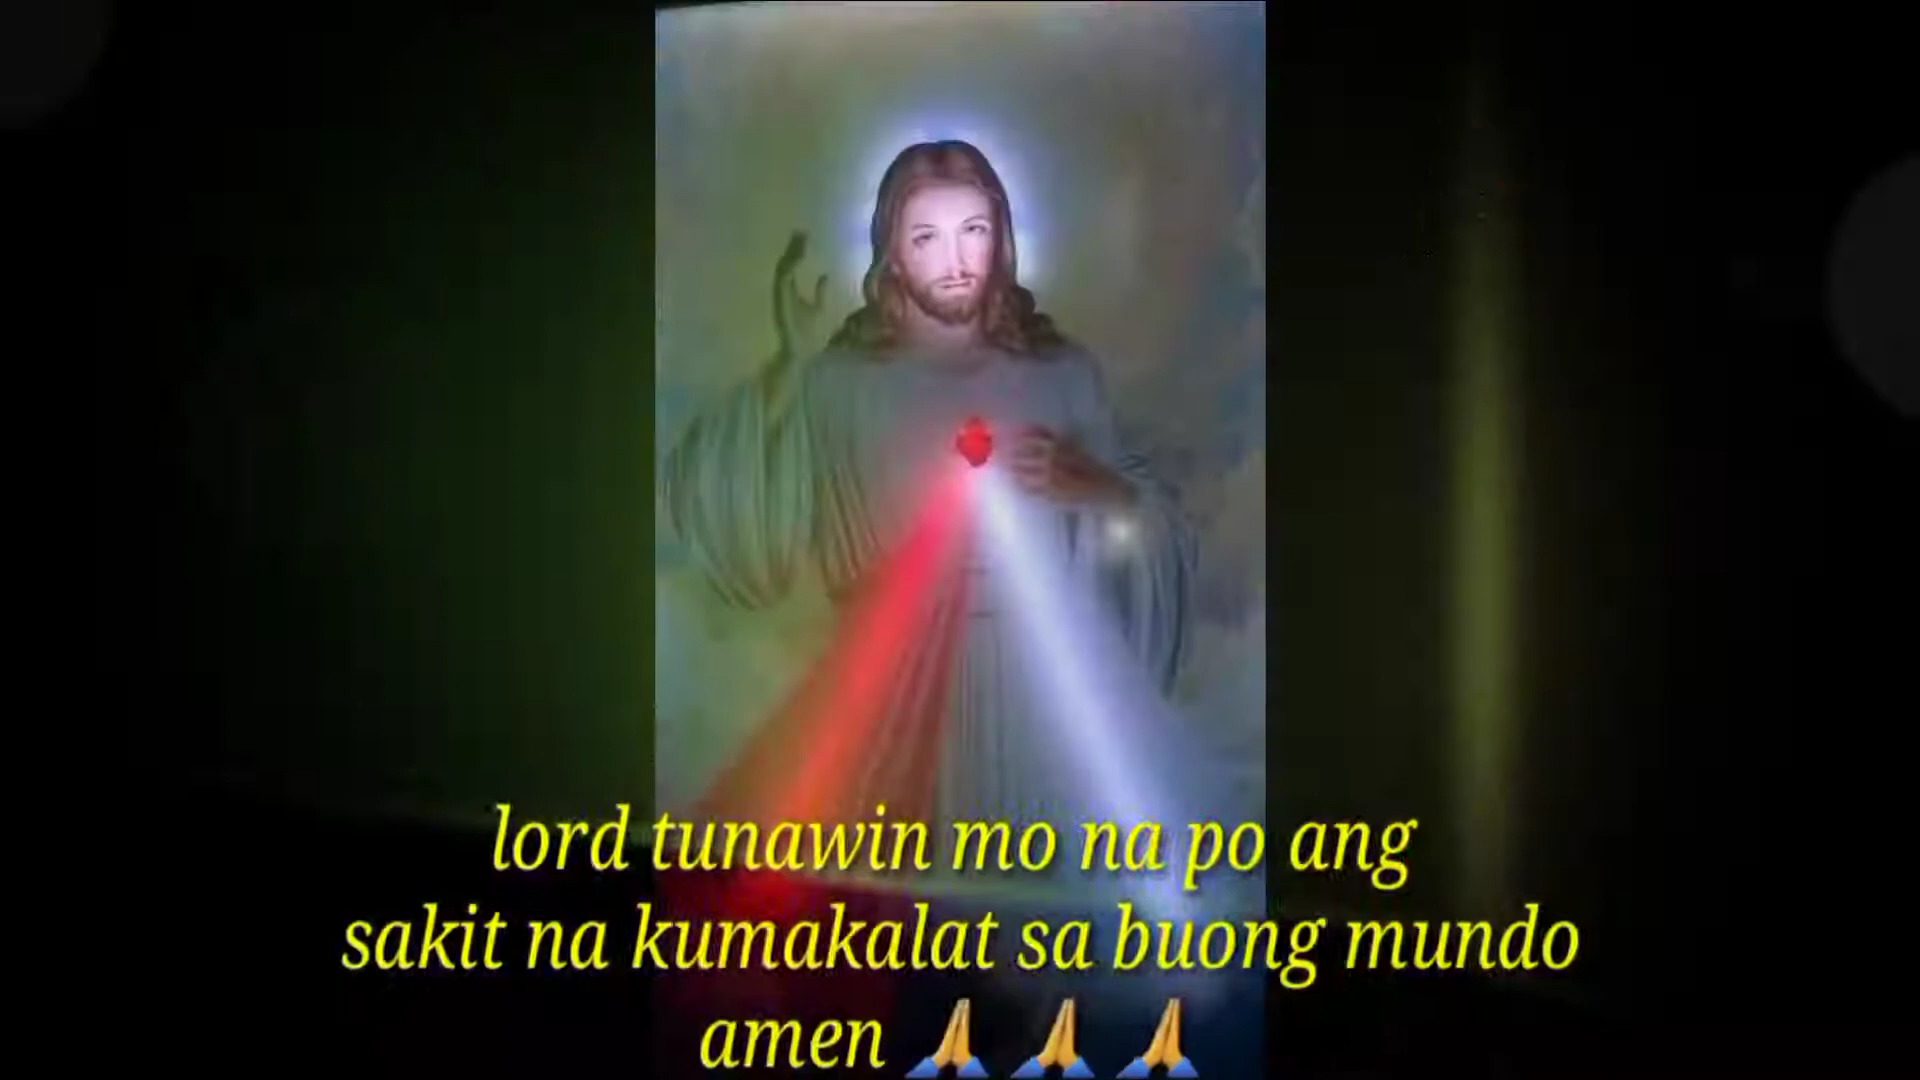 lord tunawin mo na po ang
sakit na kumakalat sa buong mundo
amen 🙏 🙏 🙏